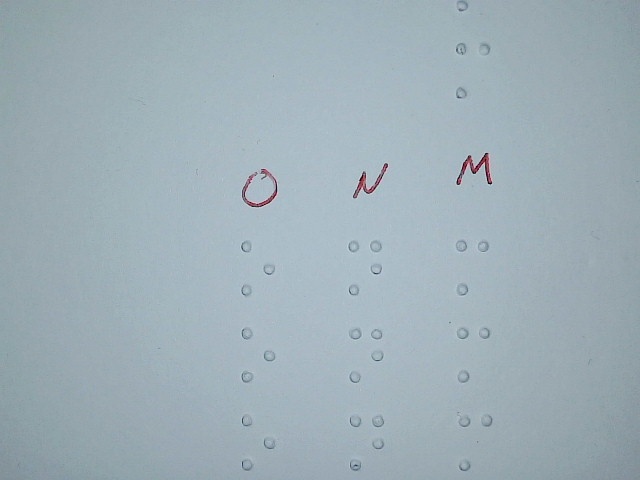 O N M
⠕ ⠝ ⠍
⠕ ⠝ ⠍
⠕ ⠝ ⠍